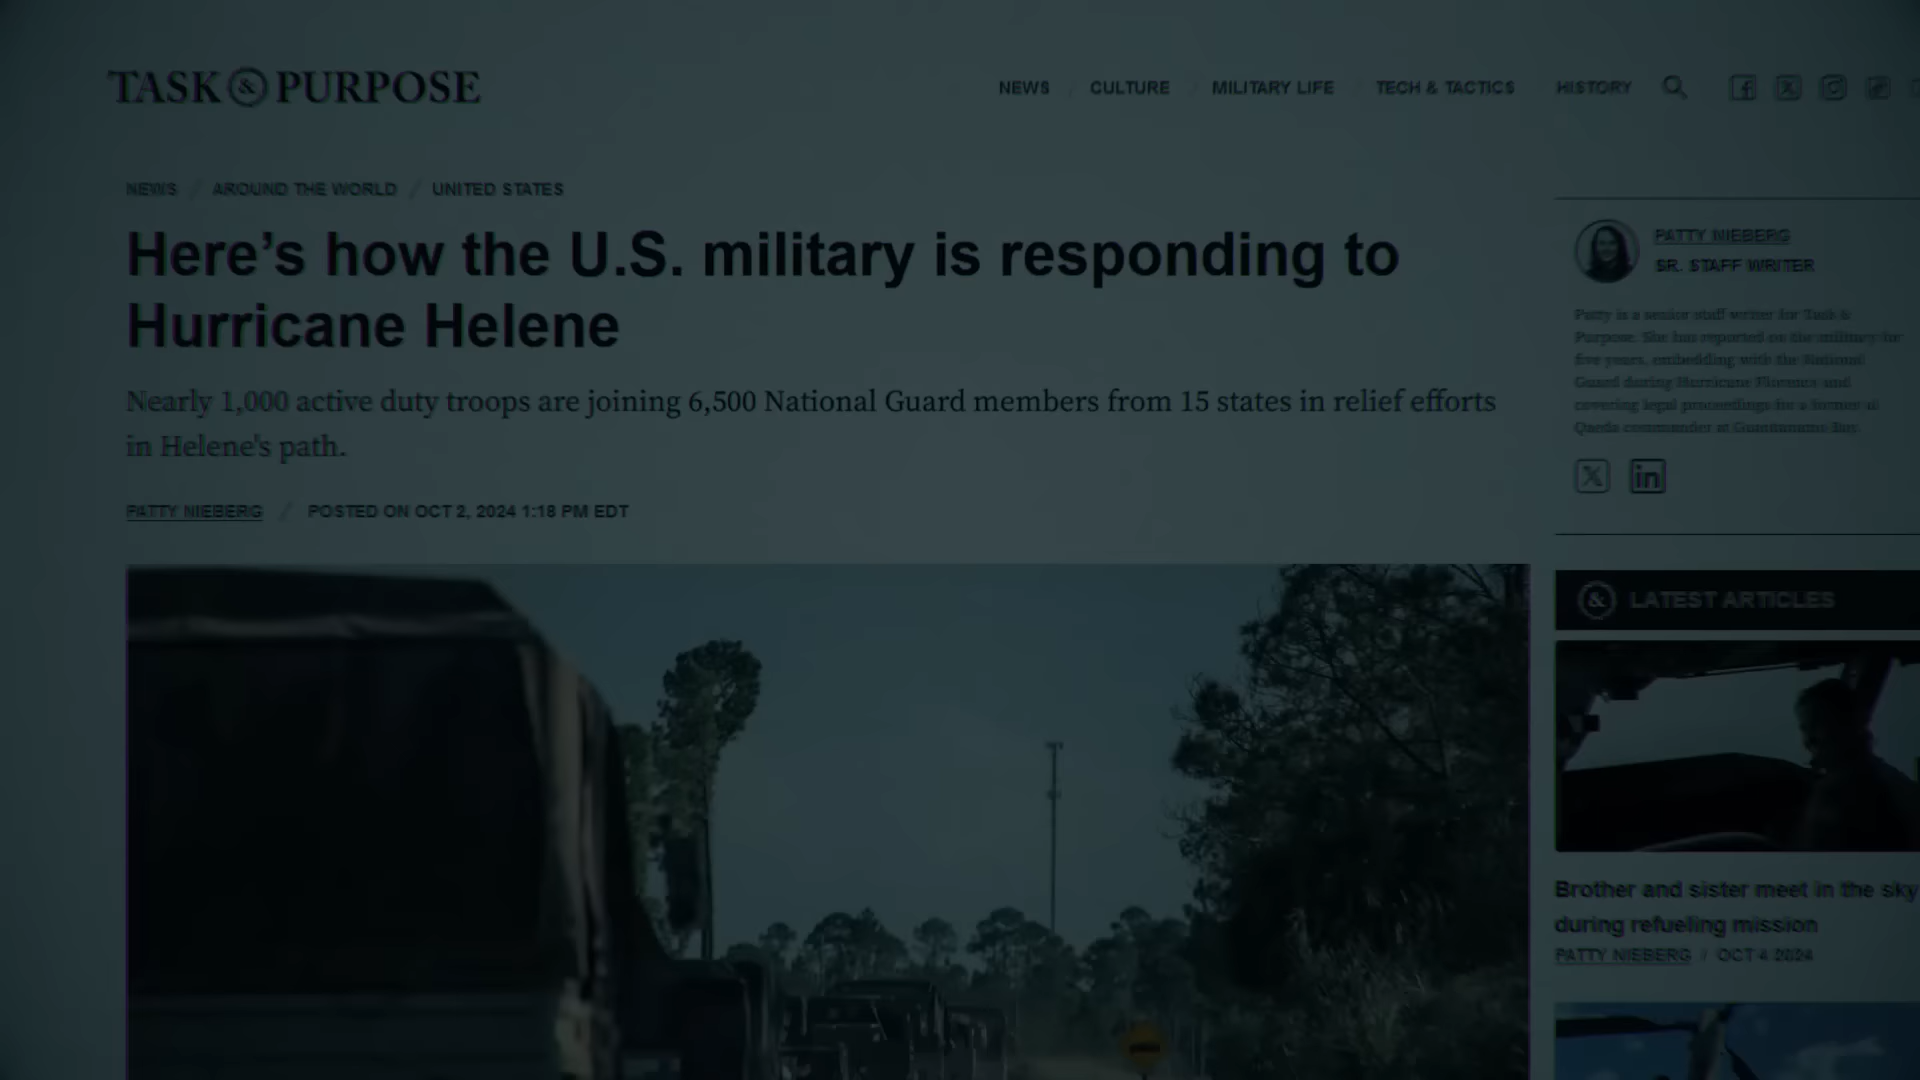 TASK & PURPOSE
NEWS / CULTURE / MILITARY LIFE / TECH & TACTICS HISTORY
NEWS / AROUND THE WORLD / UNITED STATES
Here’s how the U.S. military is responding to
Hurricane Helene
Nearly 1,000 active duty troops are joining 6,500 National Guard members from 15 states in relief efforts
in Helene's path.
PATTY NIEBERG / POSTED ON OCT 2, 2024 1:18 PM EDT
PATTY NIEBERG
SR. STAFF WRITER
Patty is a senior staff writer for Task &
Purpose. She has reported on the military for
five years, embedding with the National
Guard during Hurricane Florence and
covering legal proceedings for a former al
Qaeda commander at Guantanamo Bay.
& LATEST ARTICLES
Brother and sister meet in the sky
during refueling mission
PATTY NIEBERG / OCT 4 2024